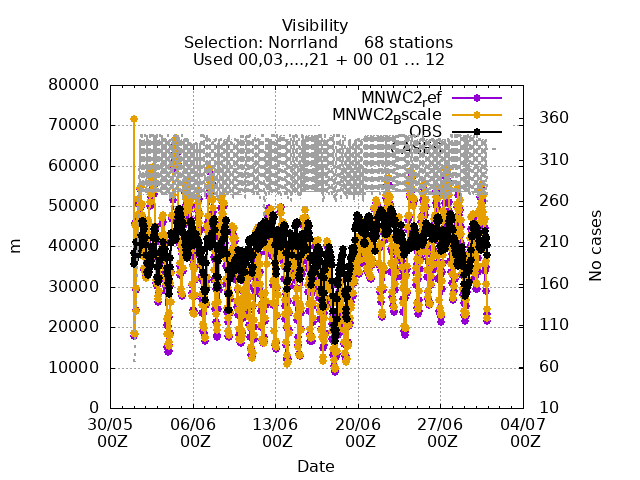 Visibility
Selection: Norrland 68 stations
Used 00,03,...,21 + 00 01 ... 12
80000
70000
60000
50000
40000
30000
20000
10000
0
m
MNWC2_ref
MNWC2_Bscale
OBS
CASES
360
310
260
210
160
110
60
10
No cases
30/05 06/06 13/06 20/06 27/06 04/07
00Z 00Z 00Z 00Z 00Z 00Z
Date